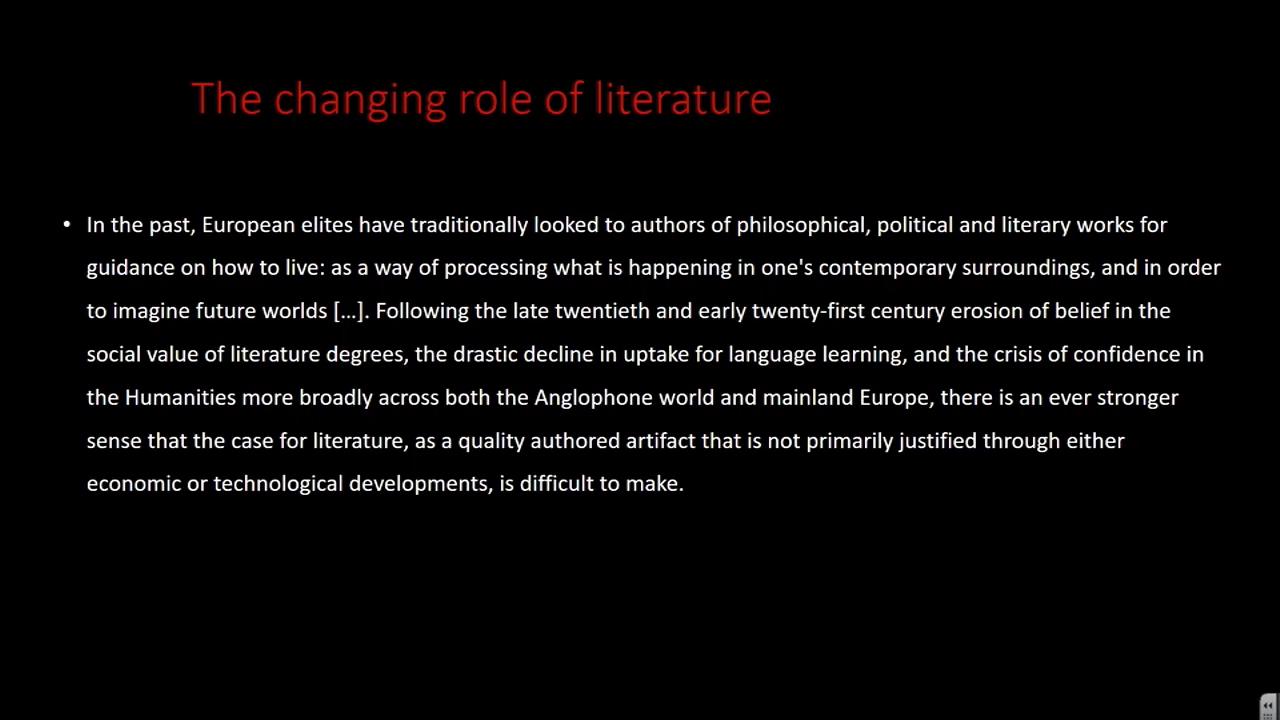 The changing role of literature
• In the past, European elites have traditionally looked to authors of philosophical, political and literary works for
guidance on how to live: as a way of processing what is happening in one's contemporary surroundings, and in order
to imagine future worlds [...]. Following the late twentieth and early twenty-first century erosion of belief in the
social value of literature degrees, the drastic decline in uptake for language learning, and the crisis of confidence in
the Humanities more broadly across both the Anglophone world and mainland Europe, there is an ever stronger
sense that the case for literature, as a quality authored artifact that is not primarily justified through either
economic or technological developments, is difficult to make.